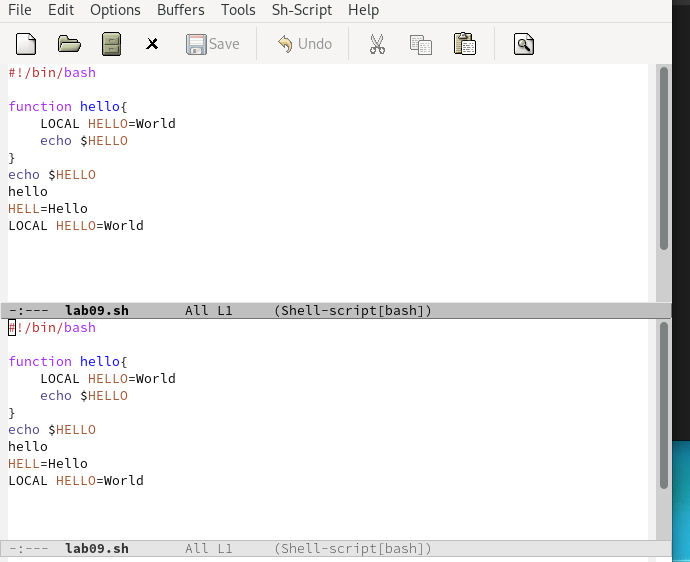 File Edit Options Buffers Tools Sh-Script Help
Save Undo
#!/bin/bash
function hello{
    LOCAL HELLO=World
    echo $HELLO
}
echo $HELLO
hello
HELL=Hello
LOCAL HELLO=World
-:--- lab09.sh All L1 (Shell-script[bash])
#!/bin/bash
function hello{
    LOCAL HELLO=World
    echo $HELLO
}
echo $HELLO
hello
HELL=Hello
LOCAL HELLO=World
-:--- lab09.sh All L1 (Shell-script[bash])